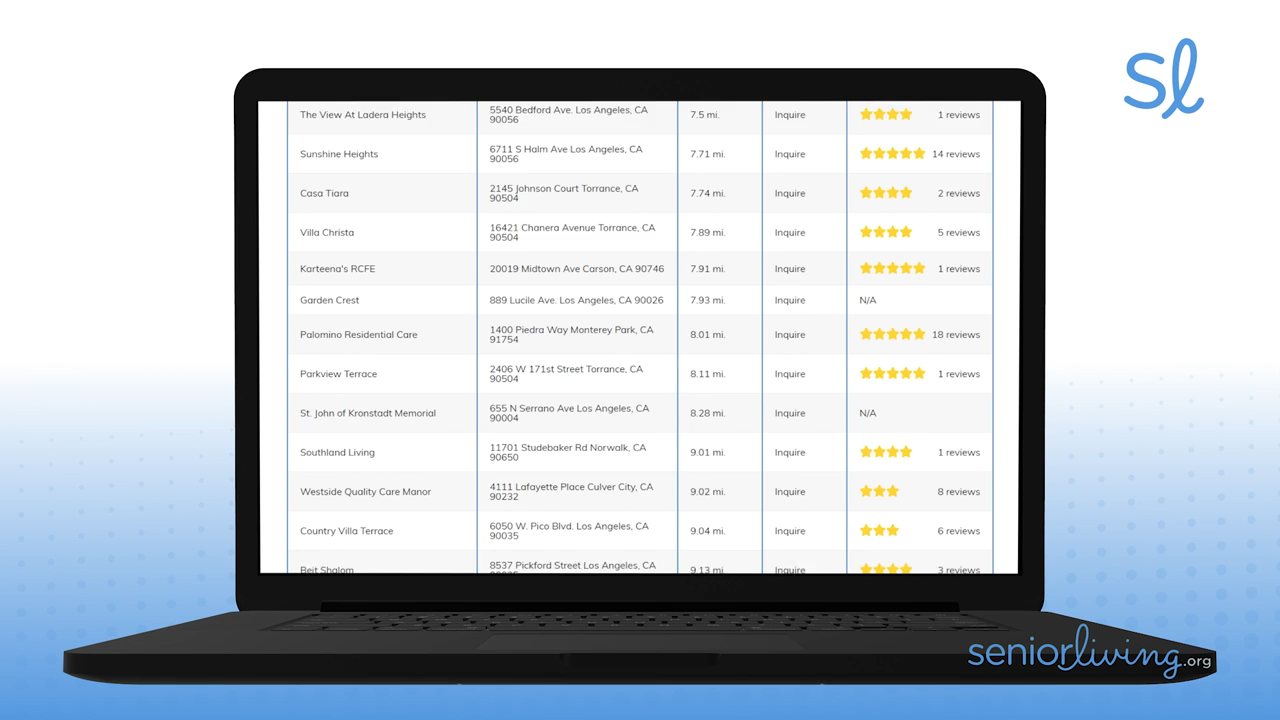 Sl
The View At Ladera Heights
5540 Bedford Ave. Los Angeles, CA
90056
7.5 mi.
Inquire
1 reviews
Sunshine Heights
6711 S Halm Ave Los Angeles, CA
90056
7.71 mi.
Inquire
14 reviews
Casa Tiara
2145 Johnson Court Torrance, CA
90504
7.74 mi.
Inquire
2 reviews
Villa Christa
16421 Chanera Avenue Torrance, CA
90504
7.89 mi.
Inquire
5 reviews
Karteena's RCFE
20019 Midtown Ave Carson, CA 90746
7.91 mi.
Inquire
1 reviews
Garden Crest
889 Lucile Ave. Los Angeles, CA 90026
7.93 mi.
Inquire
N/A
Palomino Residential Care
1400 Piedra Way Monterey Park, CA
91754
8.01 mi.
Inquire
18 reviews
Parkview Terrace
2406 W 171st Street Torrance, CA
90504
8.11 mi.
Inquire
1 reviews
St. John of Kronstadt Memorial
655 N Serrano Ave Los Angeles, CA
90004
8.28 mi.
Inquire
N/A
Southland Living
11701 Studebaker Rd Norwalk, CA
90650
9.01 mi.
Inquire
1 reviews
Westside Quality Care Manor
4111 Lafayette Place Culver City, CA
90232
9.02 mi.
Inquire
8 reviews
Country Villa Terrace
6050 W. Pico Blvd. Los Angeles, CA
90035
9.04 mi.
Inquire
6 reviews
Beit Shalom
8537 Pickford Street Los Angeles, CA
9.13 mi.
Inquire
3 reviews
seniorliving.org